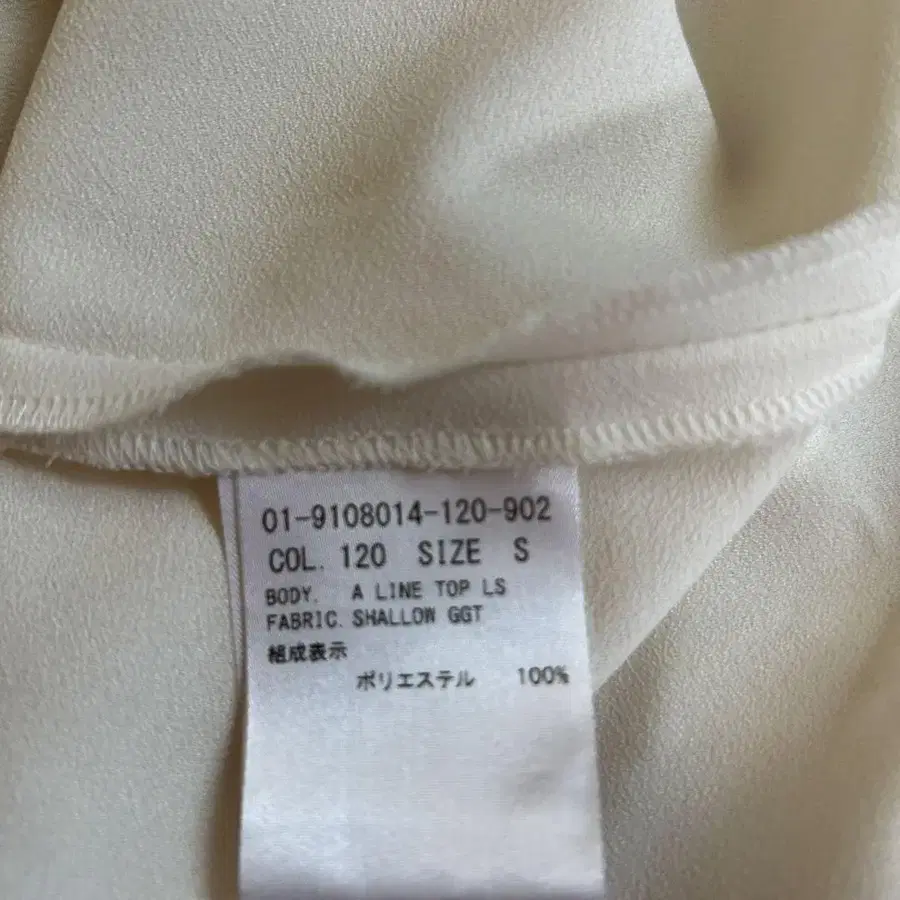 01-9108014-120-902
COL. 120 SIZE S
BODY. A LINE TOP LS
FABRIC. SHALLOW GGT
組成表示
ポリエステル 100%